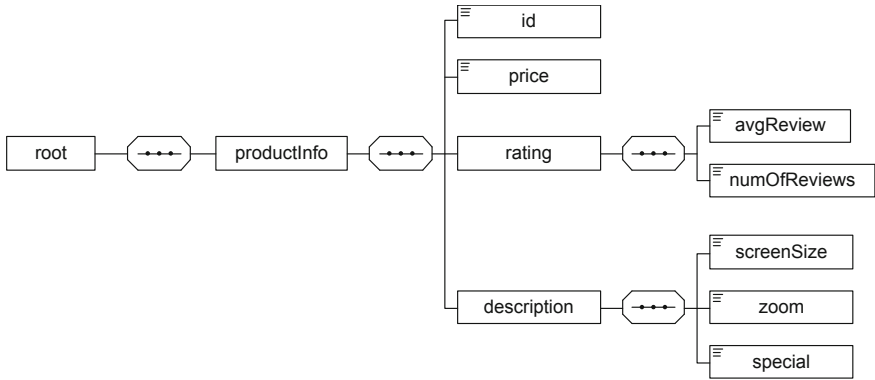 root
productInfo
id
price
rating
avgReview
numOfReviews
description
screenSize
zoom
special